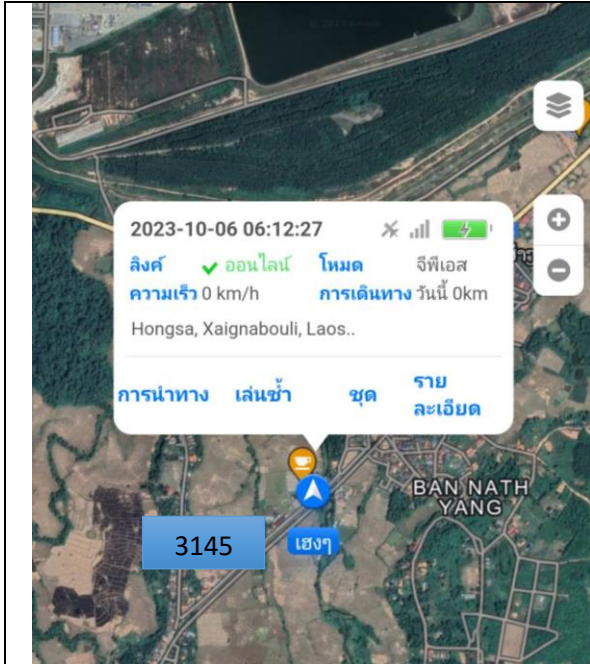 2023-10-06 06:12:27
ลิงค์ ออนไลน์ โหมด จีพีเอส
ความเร็ว 0 km/h การเดินทาง วันนี้ 0km
Hongsa, Xaignabouli, Laos..
การนำทาง เล่นซ้ำ ชุด ราย
ละเอียด
BAN NATH
YANG
3145
เฮงๆ